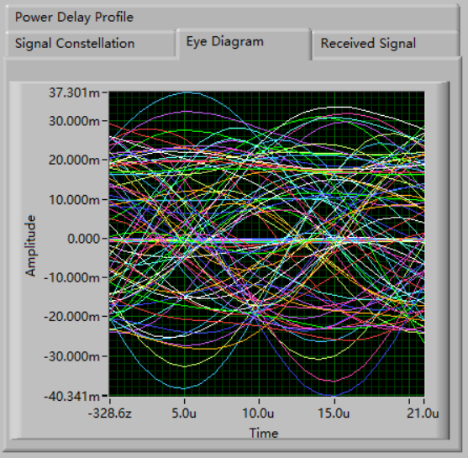 Power Delay Profile
Signal Constellation Eye Diagram Received Signal
37.301m
30.000m
20.000m
10.000m
0.000
-10.000m
-20.000m
-30.000m
-40.341m
Amplitude
-328.6z 5.0u 10.0u 15.0u 21.0u
Time